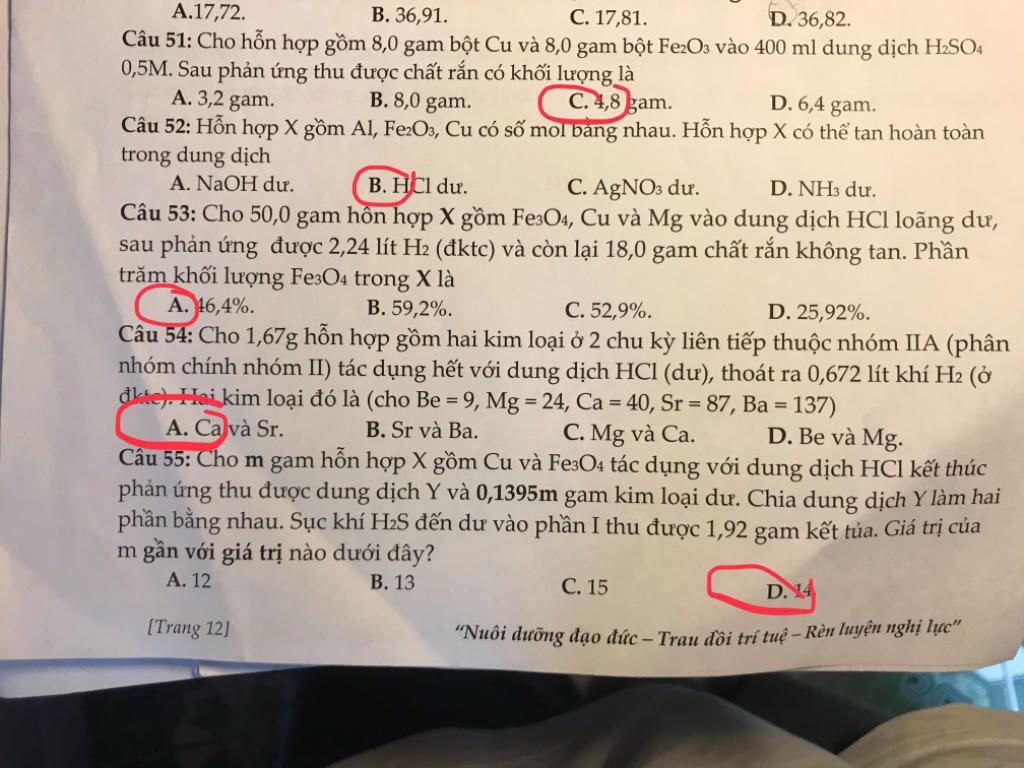 A.17,72. B. 36,91. C. 17,81. D. 36,82.
Câu 51: Cho hỗn hợp gồm 8,0 gam bột Cu và 8,0 gam bột Fe₂O₃ vào 400 ml dung dịch H₂SO₄
0,5M. Sau phản ứng thu được chất rắn có khối lượng là
A. 3,2 gam. B. 8,0 gam. C. 4,8 gam. D. 6,4 gam.
Câu 52: Hỗn hợp X gồm Al, Fe₂O₃, Cu có số mol bằng nhau. Hỗn hợp X có thể tan hoàn toàn
trong dung dịch
A. NaOH dư. B. HCl dư. C. AgNO₃ dư. D. NH₃ dư.
Câu 53: Cho 50,0 gam hỗn hợp X gồm Fe₃O₄, Cu và Mg vào dung dịch HCl loãng dư,
sau phản ứng được 2,24 lít H₂ (đktc) và còn lại 18,0 gam chất rắn không tan. Phần
trăm khối lượng Fe₃O₄ trong X là
A. 46,4%. B. 59,2%. C. 52,9%. D. 25,92%.
Câu 54: Cho 1,67g hỗn hợp gồm hai kim loại ở 2 chu kỳ liên tiếp thuộc nhóm IIA (phân
nhóm chính nhóm II) tác dụng hết với dung dịch HCl (dư), thoát ra 0,672 lít khí H₂ (ở
đktc). Hai kim loại đó là (cho Be = 9, Mg = 24, Ca = 40, Sr = 87, Ba = 137)
A. Ca và Sr. B. Sr và Ba. C. Mg và Ca. D. Be và Mg.
Câu 55: Cho m gam hỗn hợp X gồm Cu và Fe₃O₄ tác dụng với dung dịch HCl kết thúc
phản ứng thu được dung dịch Y và 0,1395m gam kim loại dư. Chia dung dịch Y làm hai
phần bằng nhau. Sục khí H₂S đến dư vào phần I thu được 1,92 gam kết tủa. Giá trị của
m gần với giá trị nào dưới đây?
A. 12 B. 13 C. 15 D. 14
[Trang 12] "Nuôi dưỡng đạo đức – Trau dồi trí tuệ – Rèn luyện nghị lực"